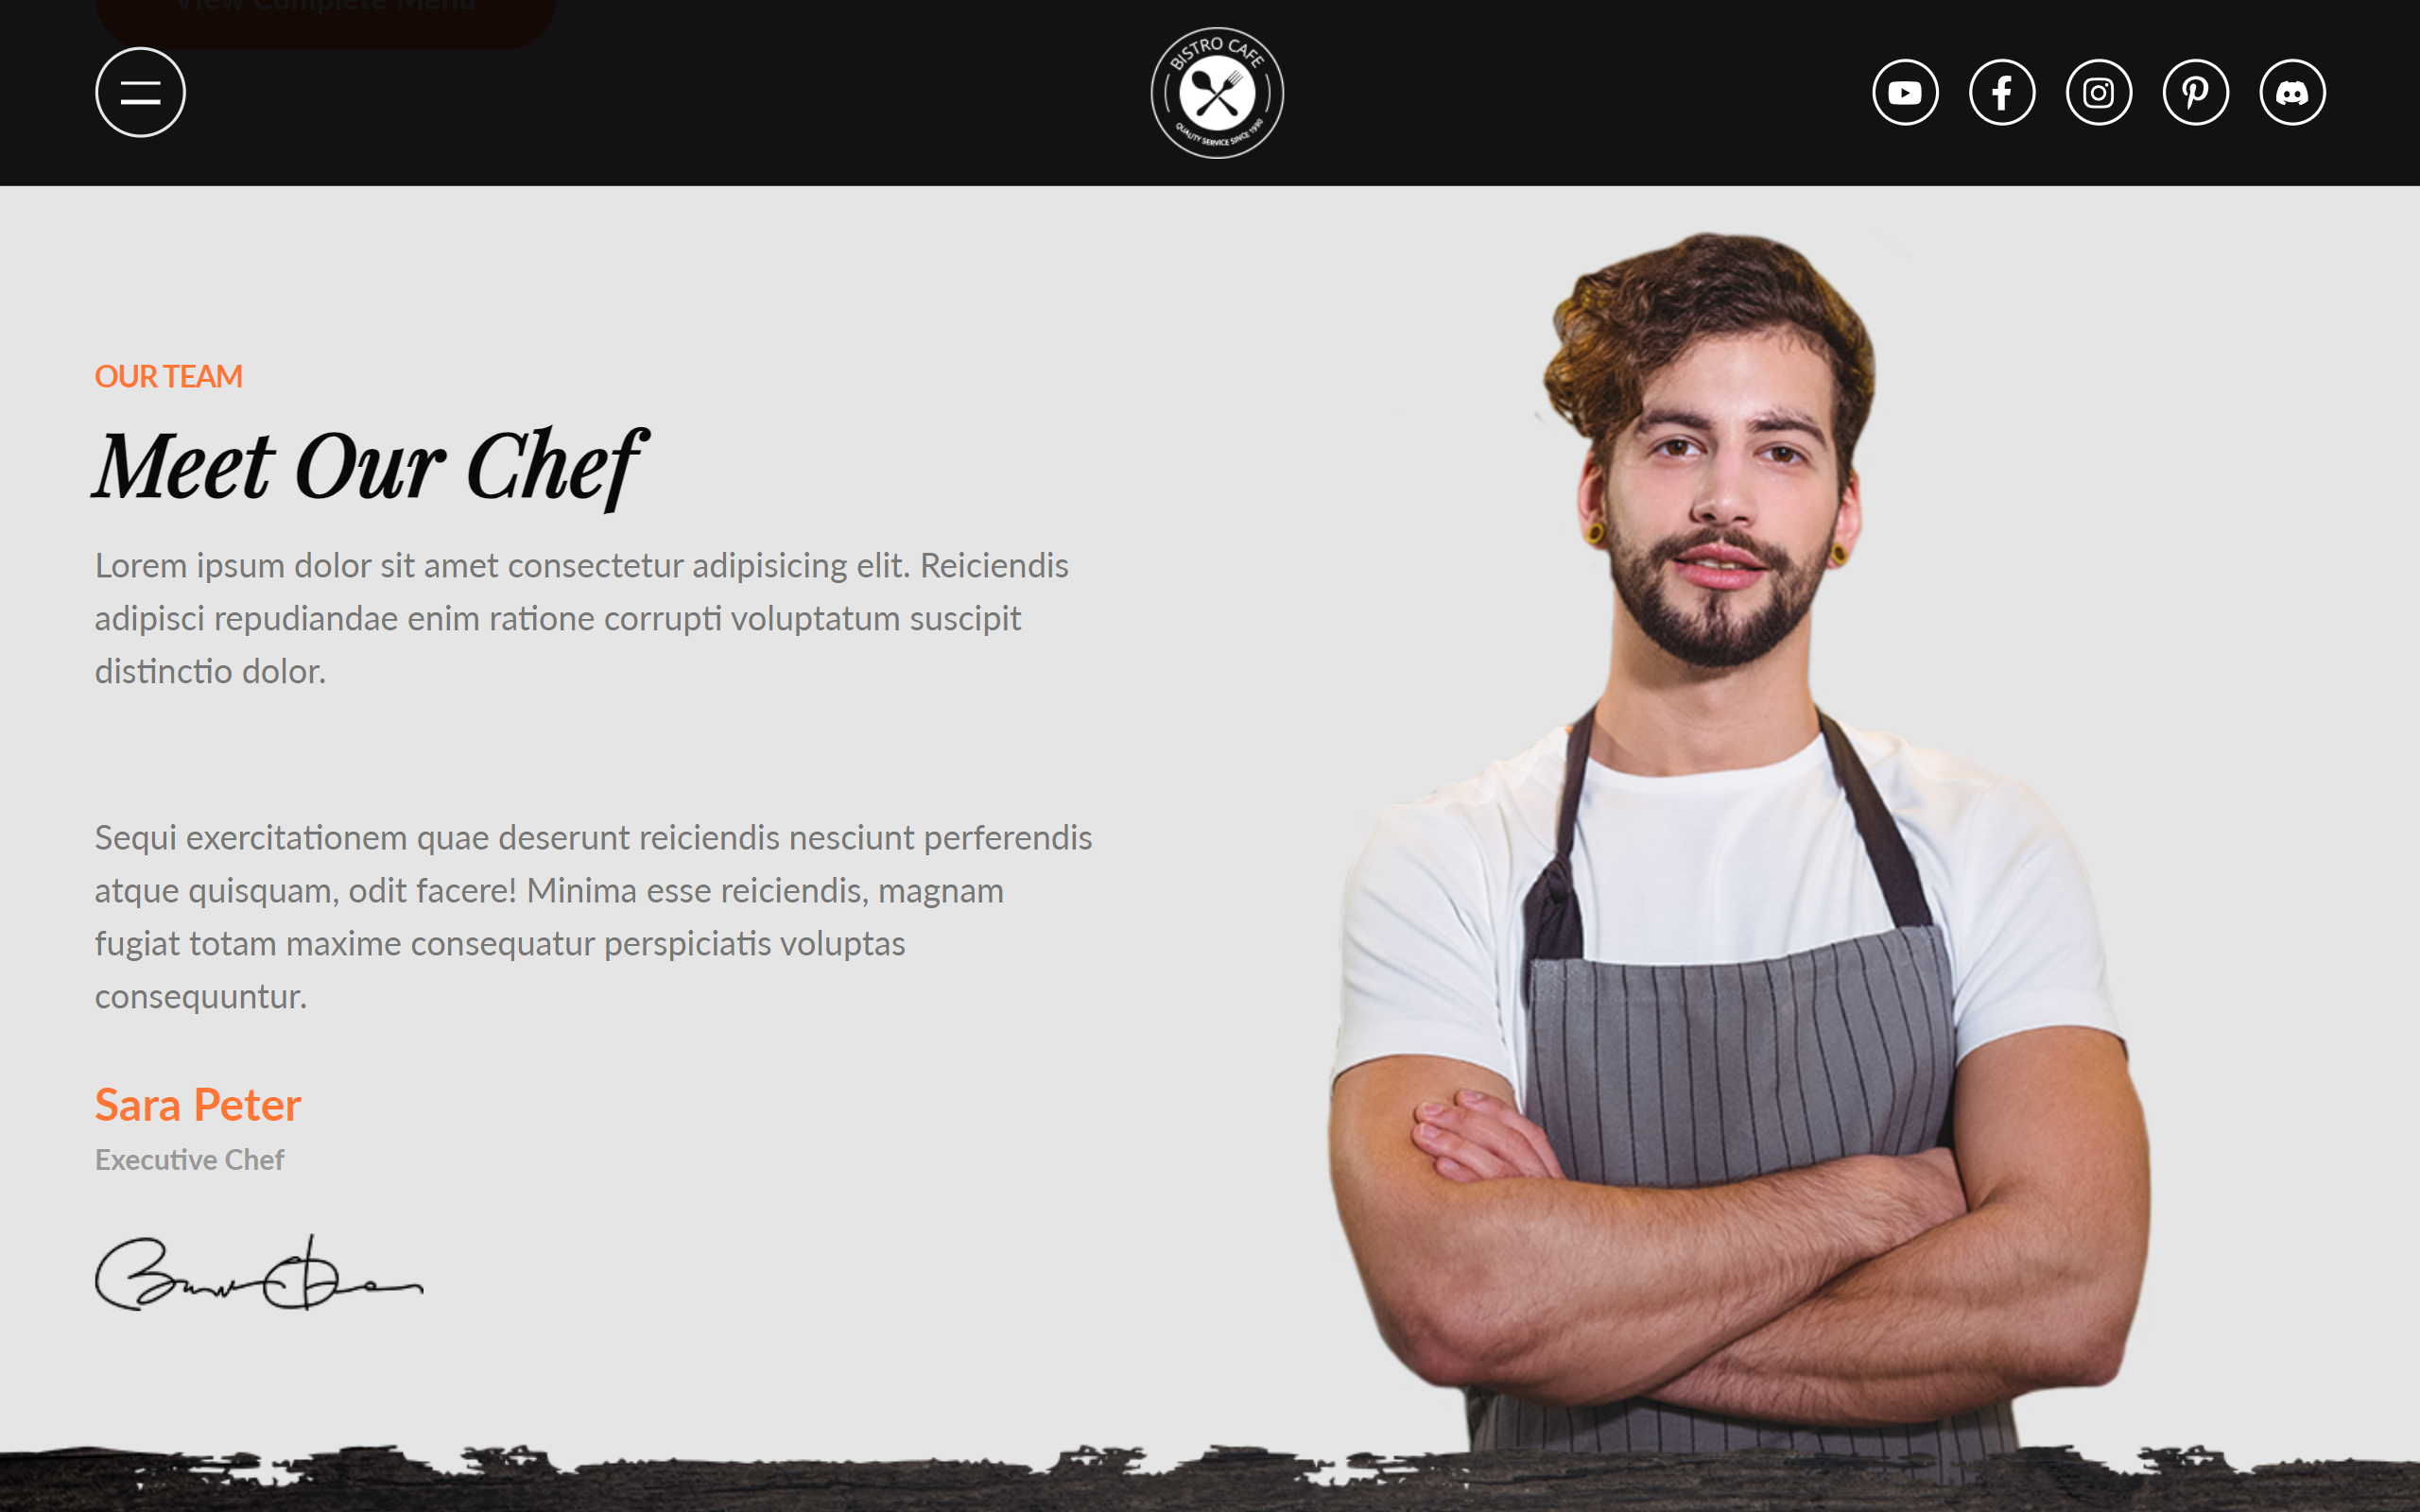 View Complete Menu
BISTRO CAFE
QUALITY SERVICE SINCE 1990
OUR TEAM
Meet Our Chef
Lorem ipsum dolor sit amet consectetur adipisicing elit. Reiciendis
adipisci repudiandae enim ratione corrupti voluptatum suscipit
distinctio dolor.
Sequi exercitationem quae deserunt reiciendis nesciunt perferendis
atque quisquam, odit facere! Minima esse reiciendis, magnam
fugiat totam maxime consequatur perspiciatis voluptas
consequuntur.
Sara Peter
Executive Chef